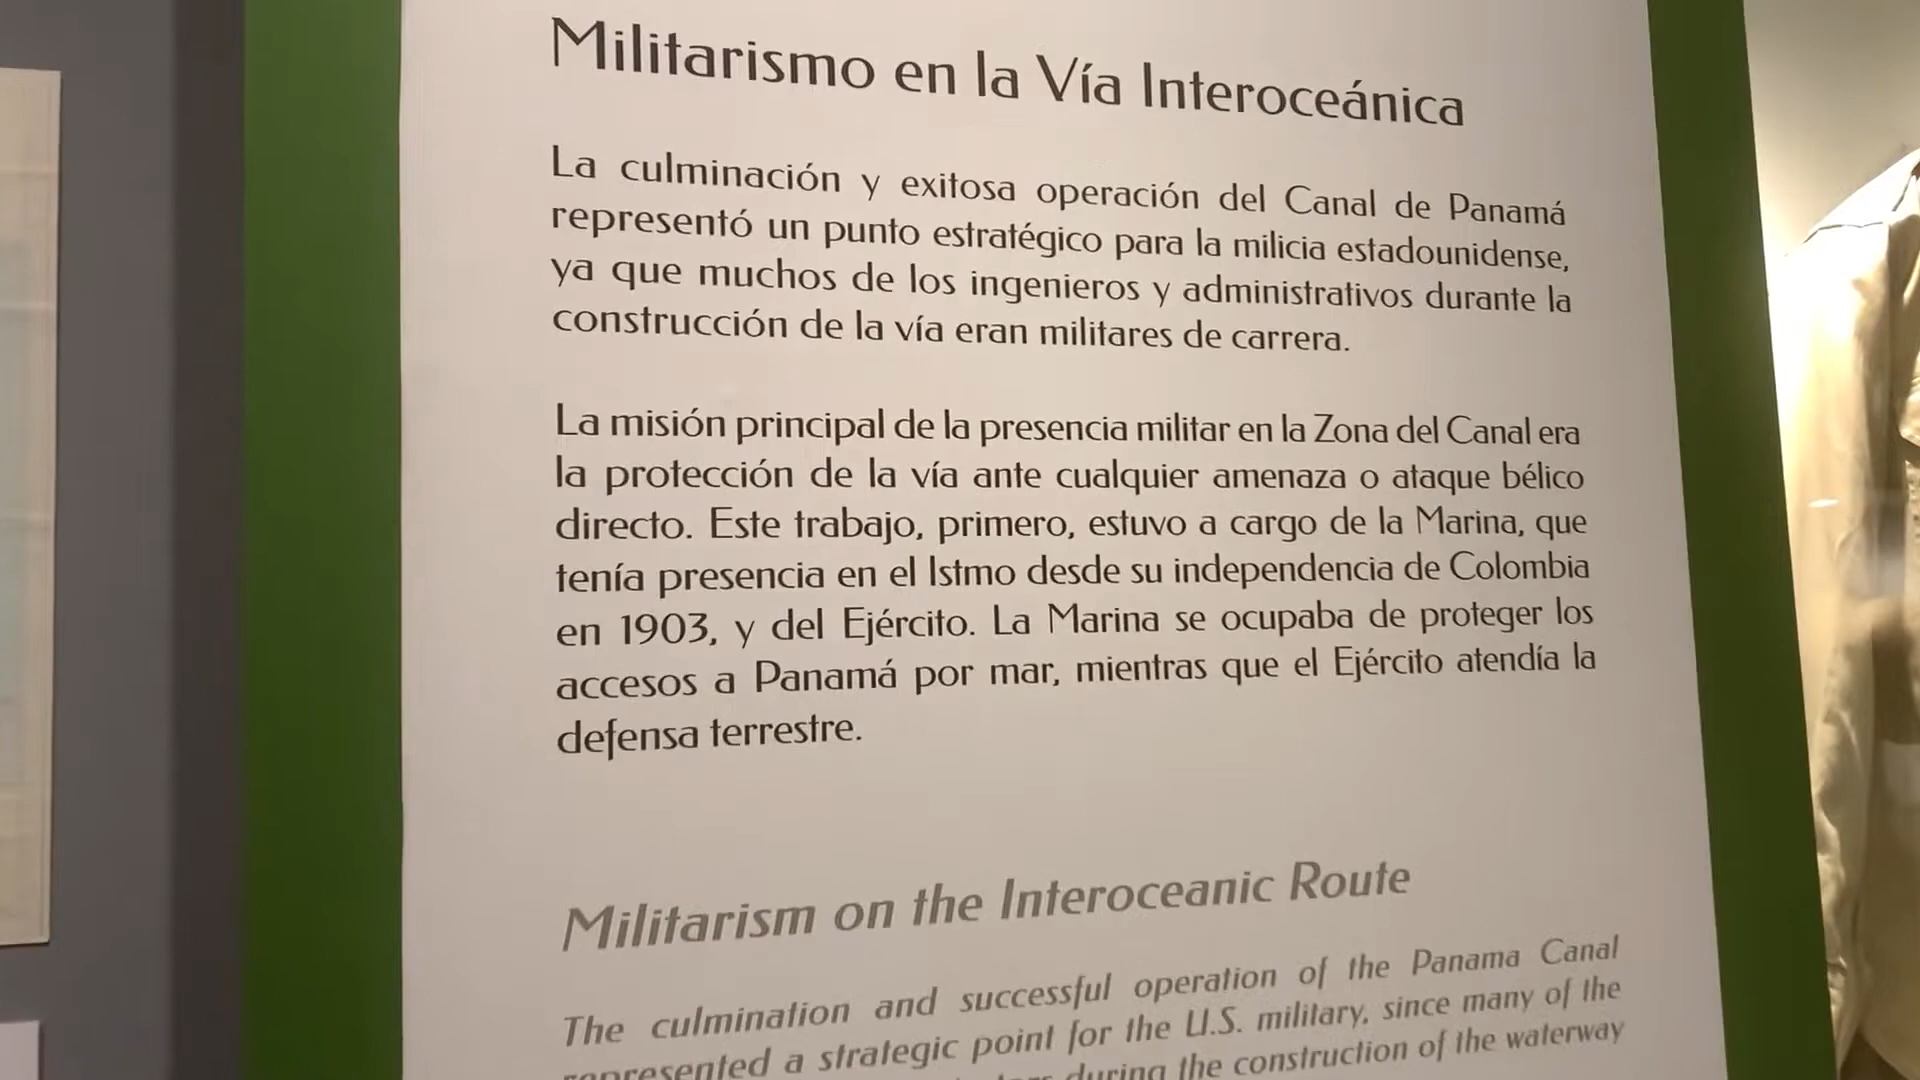 Militarismo en la Vía Interoceánica
La culminación y exitosa operación del Canal de Panamá
representó un punto estratégico para la milicia estadounidense,
ya que muchos de los ingenieros y administrativos durante la
construcción de la vía eran militares de carrera.
La misión principal de la presencia militar en la Zona del Canal era
la protección de la vía ante cualquier amenaza o ataque bélico
directo. Este trabajo, primero, estuvo a cargo de la Marina, que
tenía presencia en el Istmo desde su independencia de Colombia
en 1903, y del Ejército. La Marina se ocupaba de proteger los
accesos a Panamá por mar, mientras que el Ejército atendía la
defensa terrestre.
Militarism on the Interoceanic Route
The culmination and successful operation of the Panama Canal
represented a strategic point for the U.S. military, since many of the
during the construction of the waterway